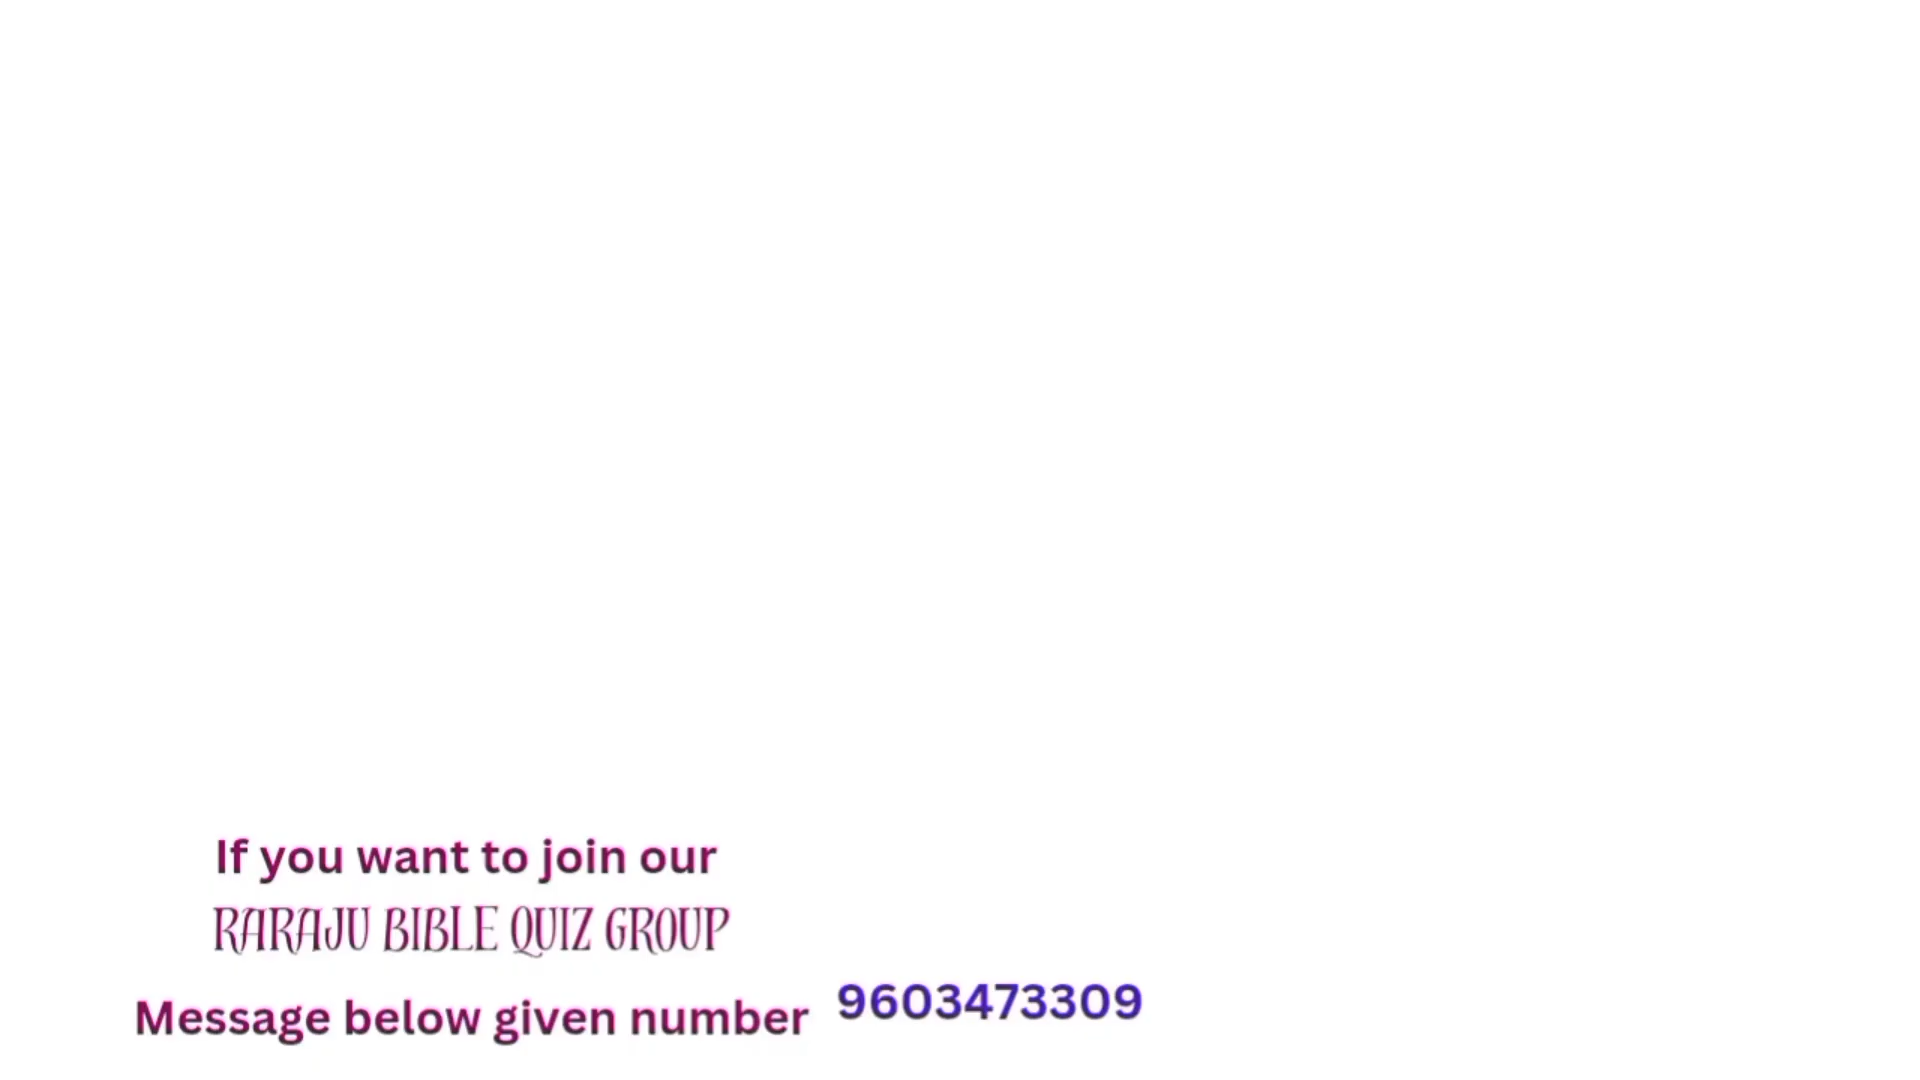 If you want to join our
RARAJU BIBLE QUIZ GROUP
Message below given number 9603473309